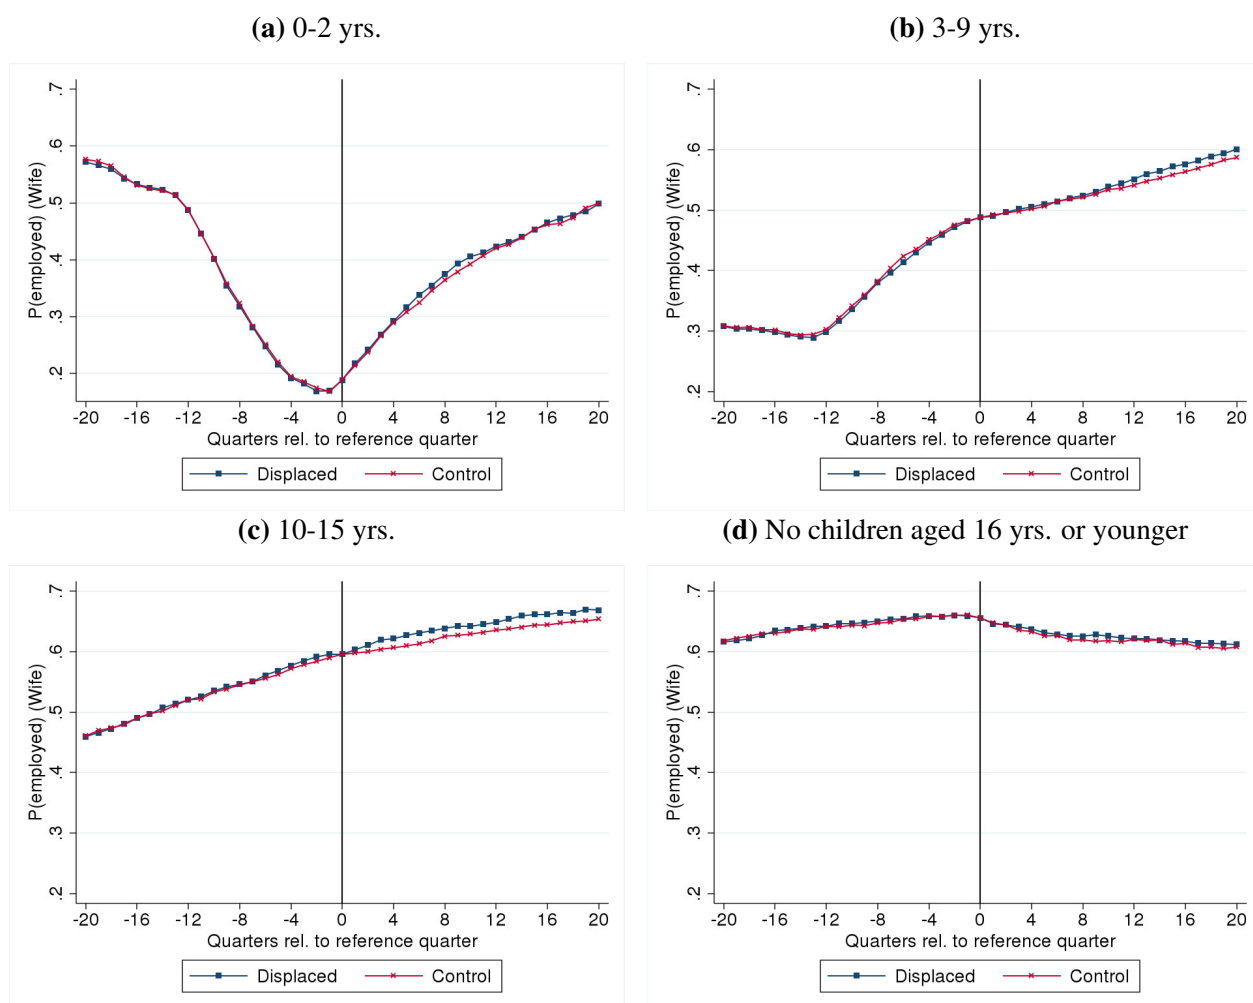 (a) 0-2 yrs.
P(employed) (Wife)
.7
.6
.5
.4
.3
.2
-20 -16 -12 -8 -4 0 4 8 12 16 20
Quarters rel. to reference quarter
Displaced Control
(b) 3-9 yrs.
P(employed) (Wife)
.7
.6
.5
.4
.3
.2
-20 -16 -12 -8 -4 0 4 8 12 16 20
Quarters rel. to reference quarter
Displaced Control
(c) 10-15 yrs.
P(employed) (Wife)
.7
.6
.5
.4
.3
.2
-20 -16 -12 -8 -4 0 4 8 12 16 20
Quarters rel. to reference quarter
Displaced Control
(d) No children aged 16 yrs. or younger
P(employed) (Wife)
.7
.6
.5
.4
.3
.2
-20 -16 -12 -8 -4 0 4 8 12 16 20
Quarters rel. to reference quarter
Displaced Control